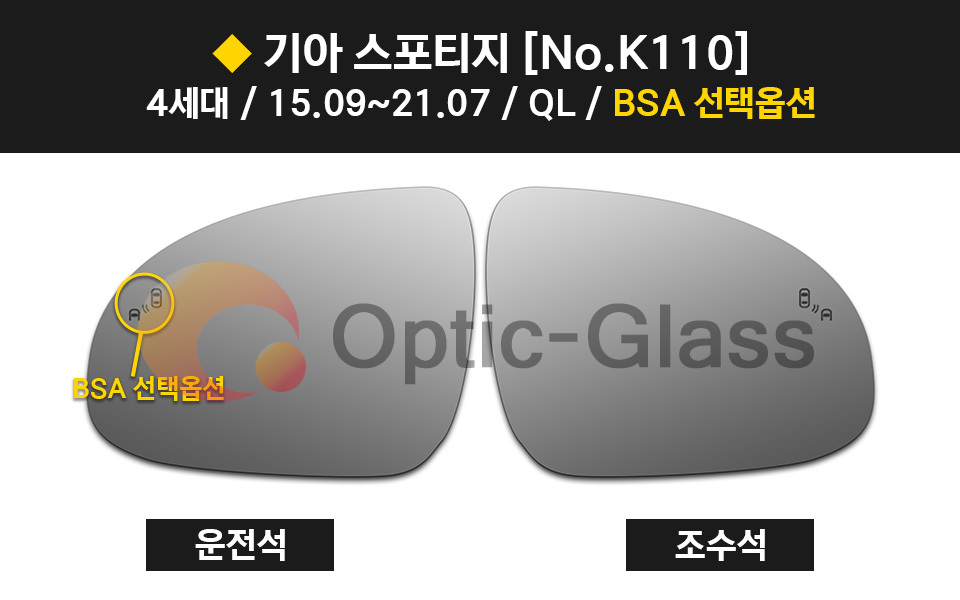 ◆ 기아 스포티지 [No.K110]
4세대 / 15.09~21.07 / QL / BSA 선택옵션
Optic-Glass
BSA 선택옵션
운전석
조수석